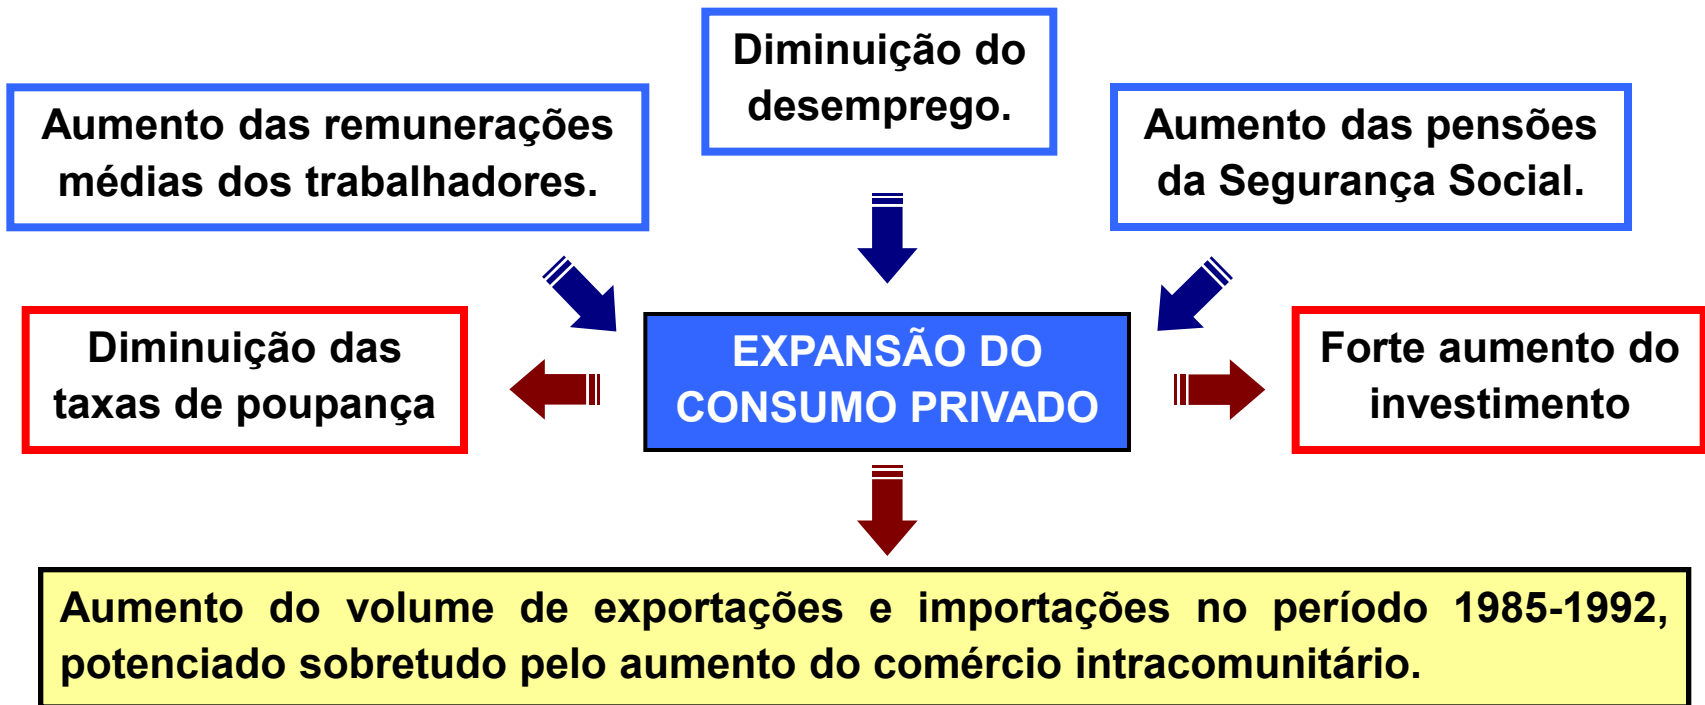 Diminuição do
desemprego.
Aumento das remunerações
médias dos trabalhadores.
Aumento das pensões
da Segurança Social.
Diminuição das
taxas de poupança
EXPANSÃO DO
CONSUMO PRIVADO
Forte aumento do
investimento
Aumento do volume de exportações e importações no período 1985-1992,
potenciado sobretudo pelo aumento do comércio intracomunitário.